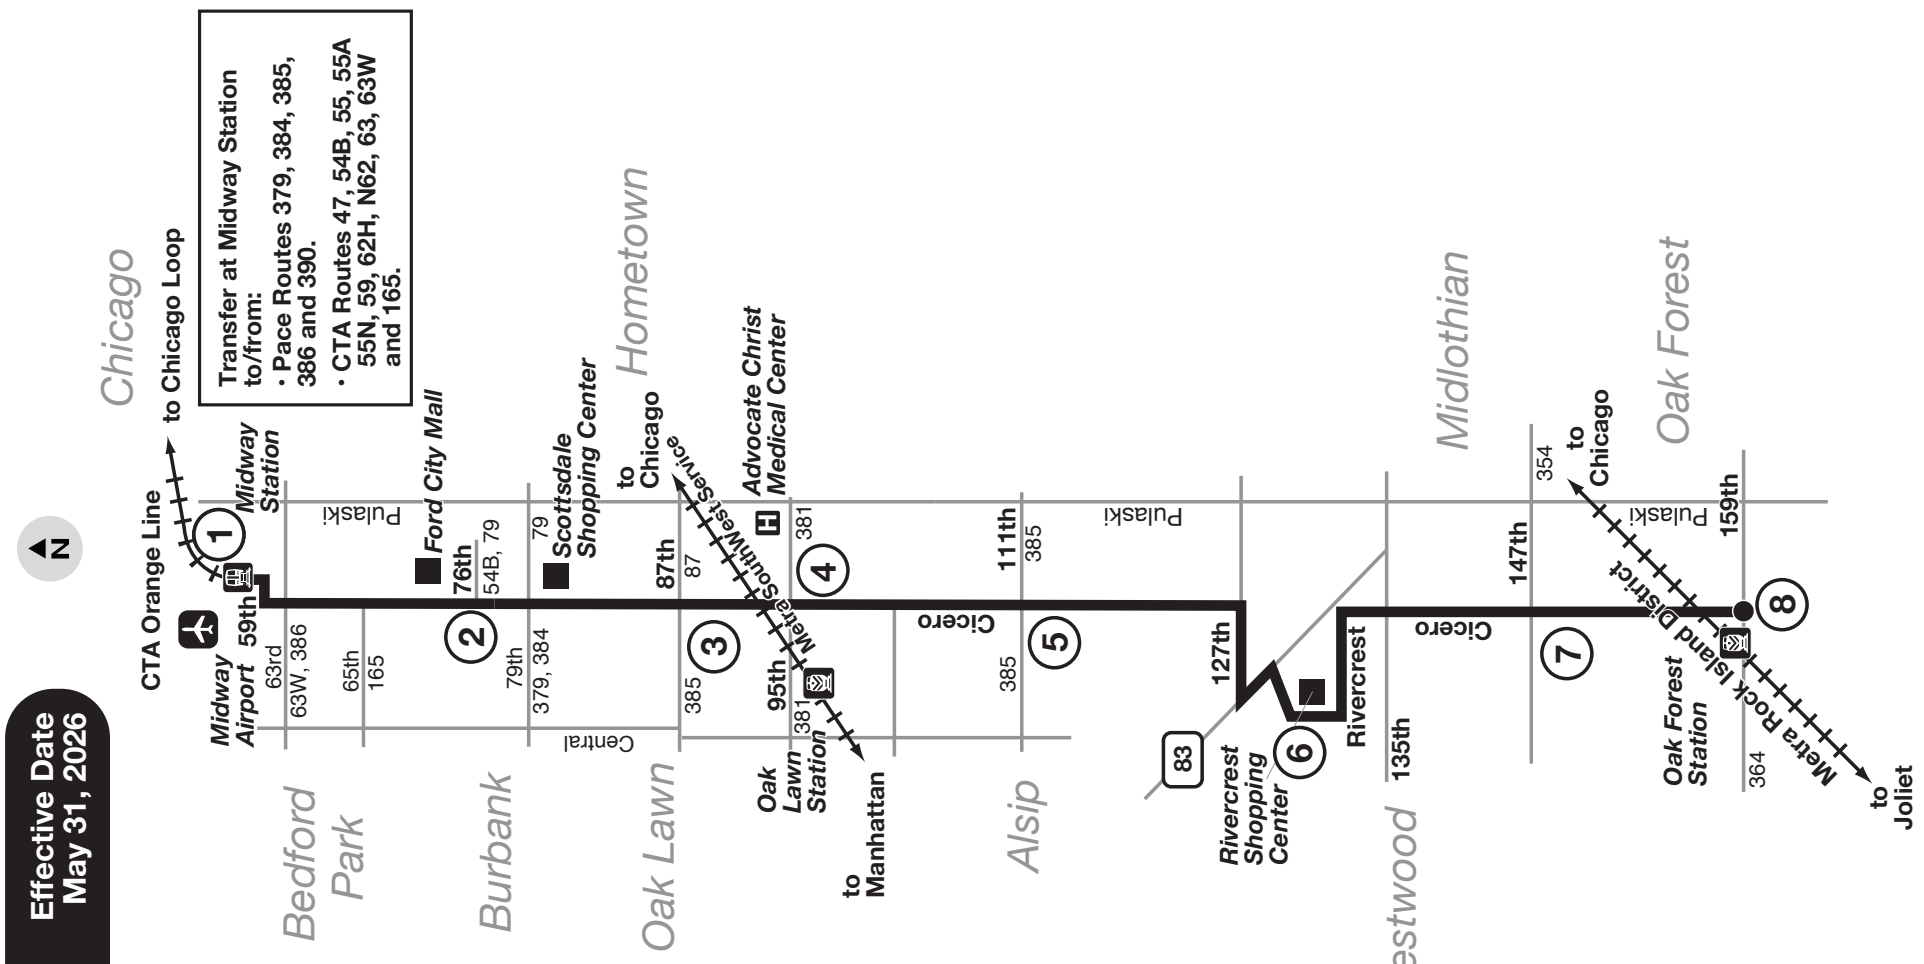 Effective Date
May 31, 2026
N
Chicago
CTA Orange Line
to Chicago Loop
Transfer at Midway Station
to/from:
• Pace Routes 379, 384, 385,
386 and 390.
• CTA Routes 47, 54B, 55, 55A
55N, 59, 62H, N62, 63, 63W
and 165.
1
Midway
Station
Midway
Airport
59th
63rd
63W, 386
Pulaski
Bedford
Park
65th
165
Ford City Mall
76th
54B, 79
2
Burbank
79th
379, 384
79
Scottsdale
Shopping Center
Central
Hometown
to
Chicago
87th
87
385
3
Oak Lawn
Metra SouthWest Service
Advocate Christ
Medical Center
H
95th
381
381
4
Oak
Lawn
Station
to
Manhattan
Cicero
111th
385
385
5
Alsip
Pulaski
127th
83
Rivercrest
Shopping
Center
6
Rivercrest
135th
estwood
Cicero
Midlothian
147th
354
7
to
Chicago
Oak Forest
Pulaski
Metra Rock Island District
Oak Forest
Station
159th
364
8
to
Joliet